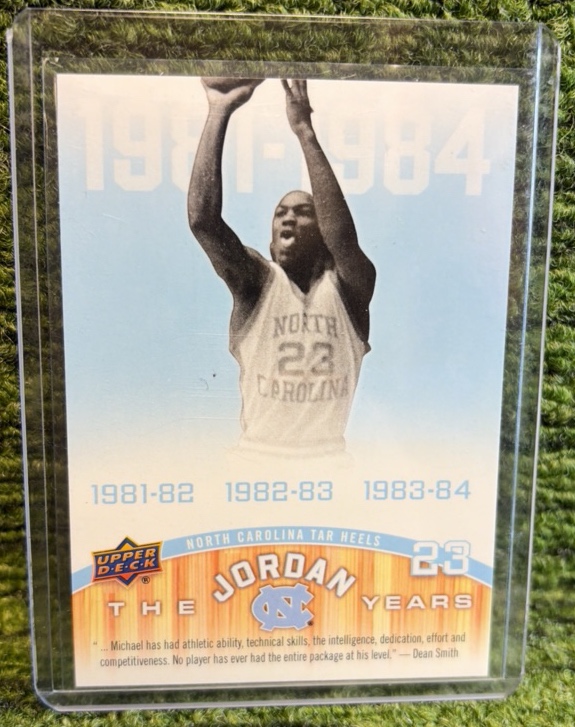 1981-1984
NORTH
23
CAROLINA
1981-82 1982-83 1983-84
NORTH CAROLINA TAR HEELS
23
UPPER
D·E·C·K
®
THE JORDAN YEARS
NC
"... Michael has had athletic ability, technical skills, the intelligence, dedication, effort and
competitiveness. No player has ever had the entire package at his level." — Dean Smith